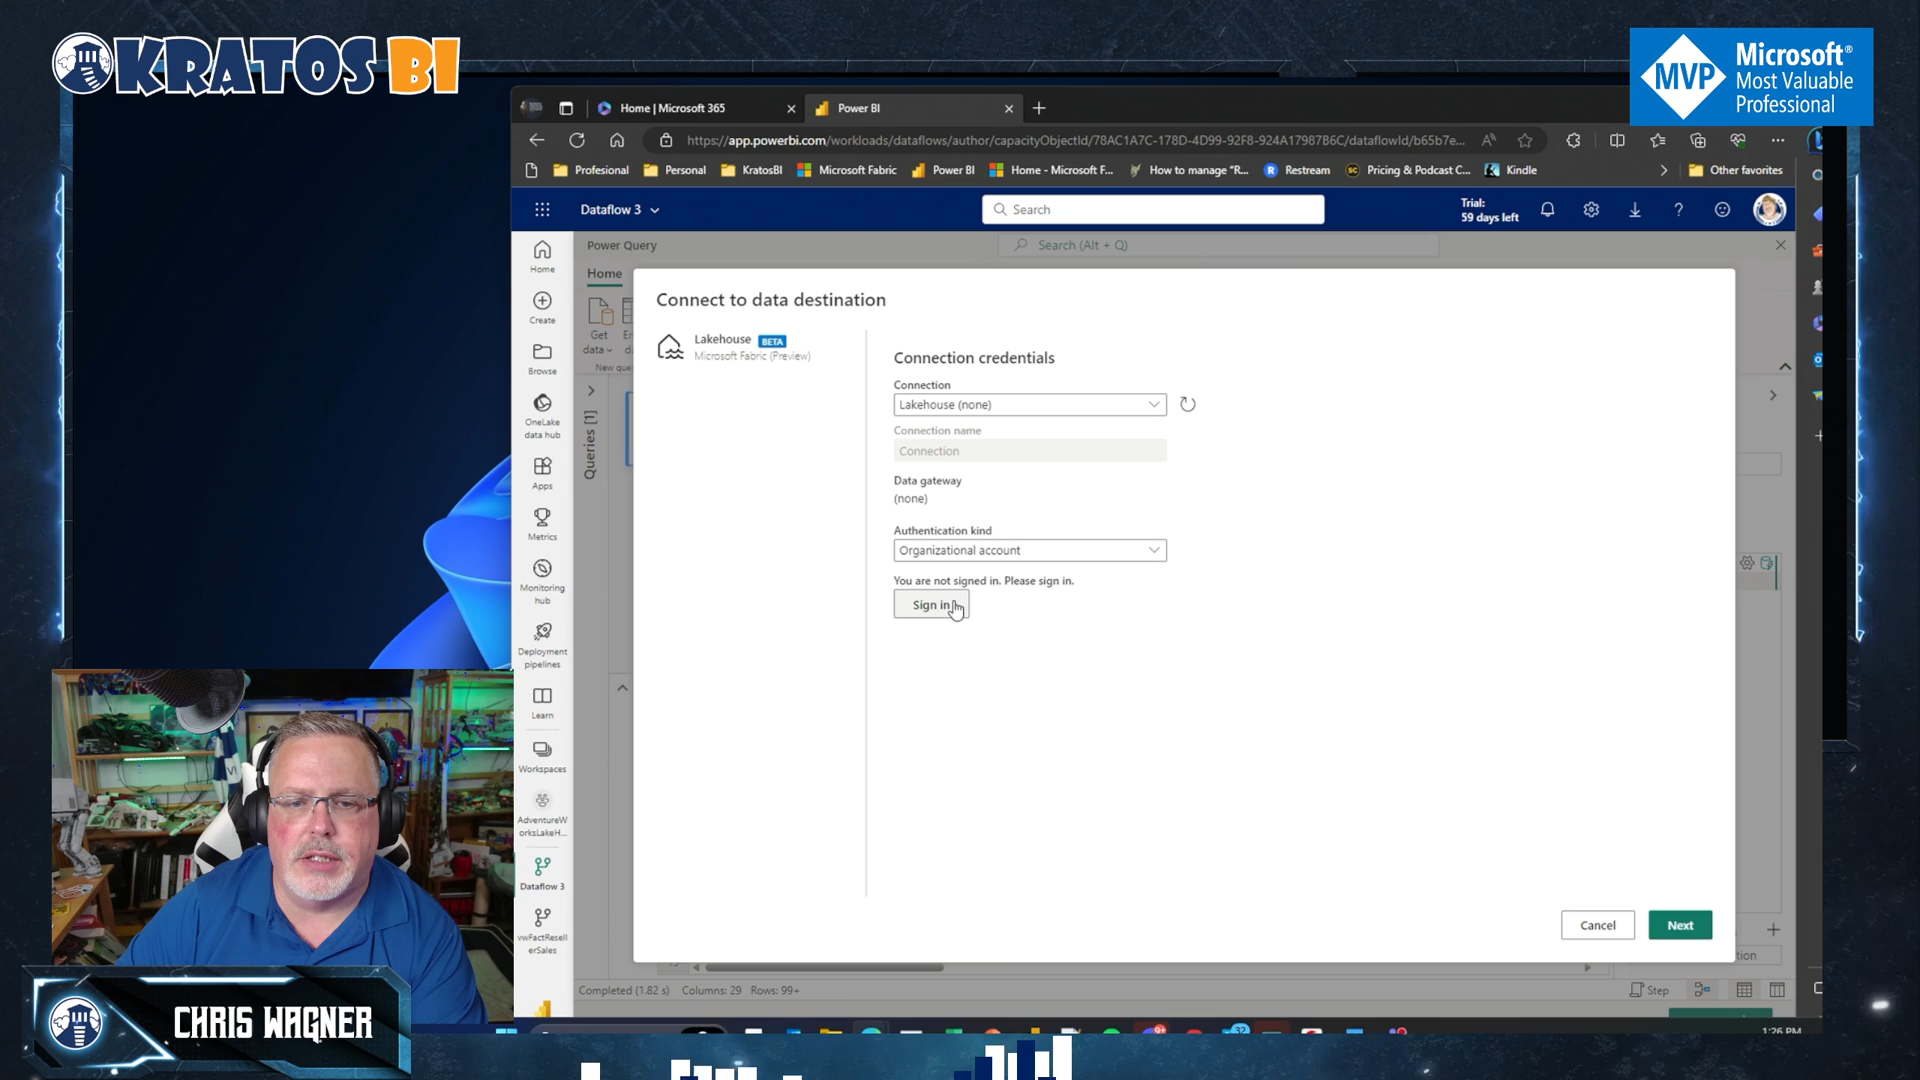 KRATOS BI
MVP
Microsoft®
Most Valuable
Professional
Home | Microsoft 365
Power BI
https://app.powerbi.com/workloads/dataflows/author/capacityObjectId/78AC1A7C-178D-4D99-92F8-924A17987B6C/dataflowId/b65b7e...
Profesional
Personal
KratosBI
Microsoft Fabric
Power BI
Home - Microsoft F...
How to manage "R...
Restream
Pricing & Podcast C...
Kindle
Other favorites
Dataflow 3
Search
Trial:
59 days left
Power Query
Search (Alt + Q)
Home
Home
Create
Browse
OneLake
data hub
Apps
Metrics
Monitoring
hub
Deployment
pipelines
Learn
Workspaces
AdventureW
orksLakeH...
Dataflow 3
vwFactResell
erSales
Get
data
New que
Queries [1]
Connect to data destination
Lakehouse BETA
Microsoft Fabric (Preview)
Connection credentials
Connection
Lakehouse (none)
Connection name
Connection
Data gateway
(none)
Authentication kind
Organizational account
You are not signed in. Please sign in.
Sign in
Cancel
Next
Completed (1.82 s) Columns: 29 Rows: 99+
Step
1:26 PM
CHRIS WAGNER